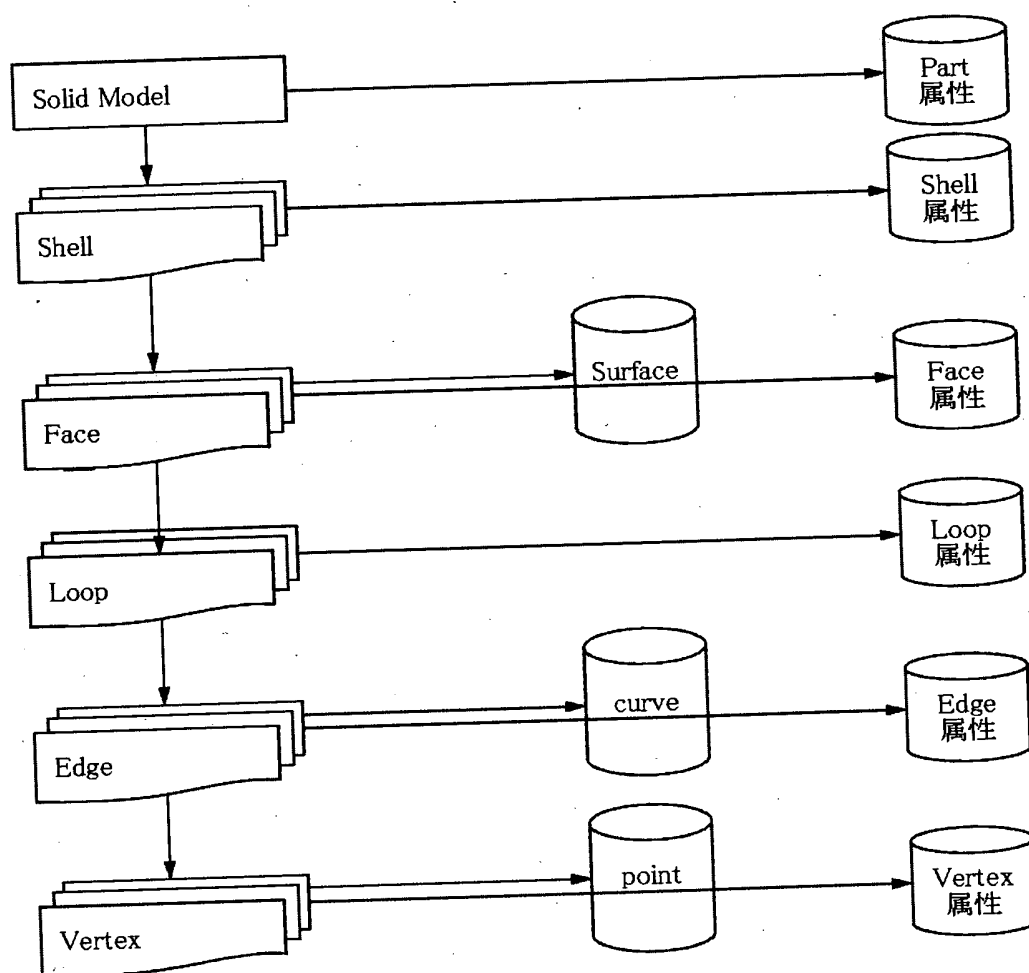 Solid Model
Part
属性
Shell
Shell
属性
Face
Surface
Face
属性
Loop
Loop
属性
Edge
curve
Edge
属性
Vertex
point
Vertex
属性